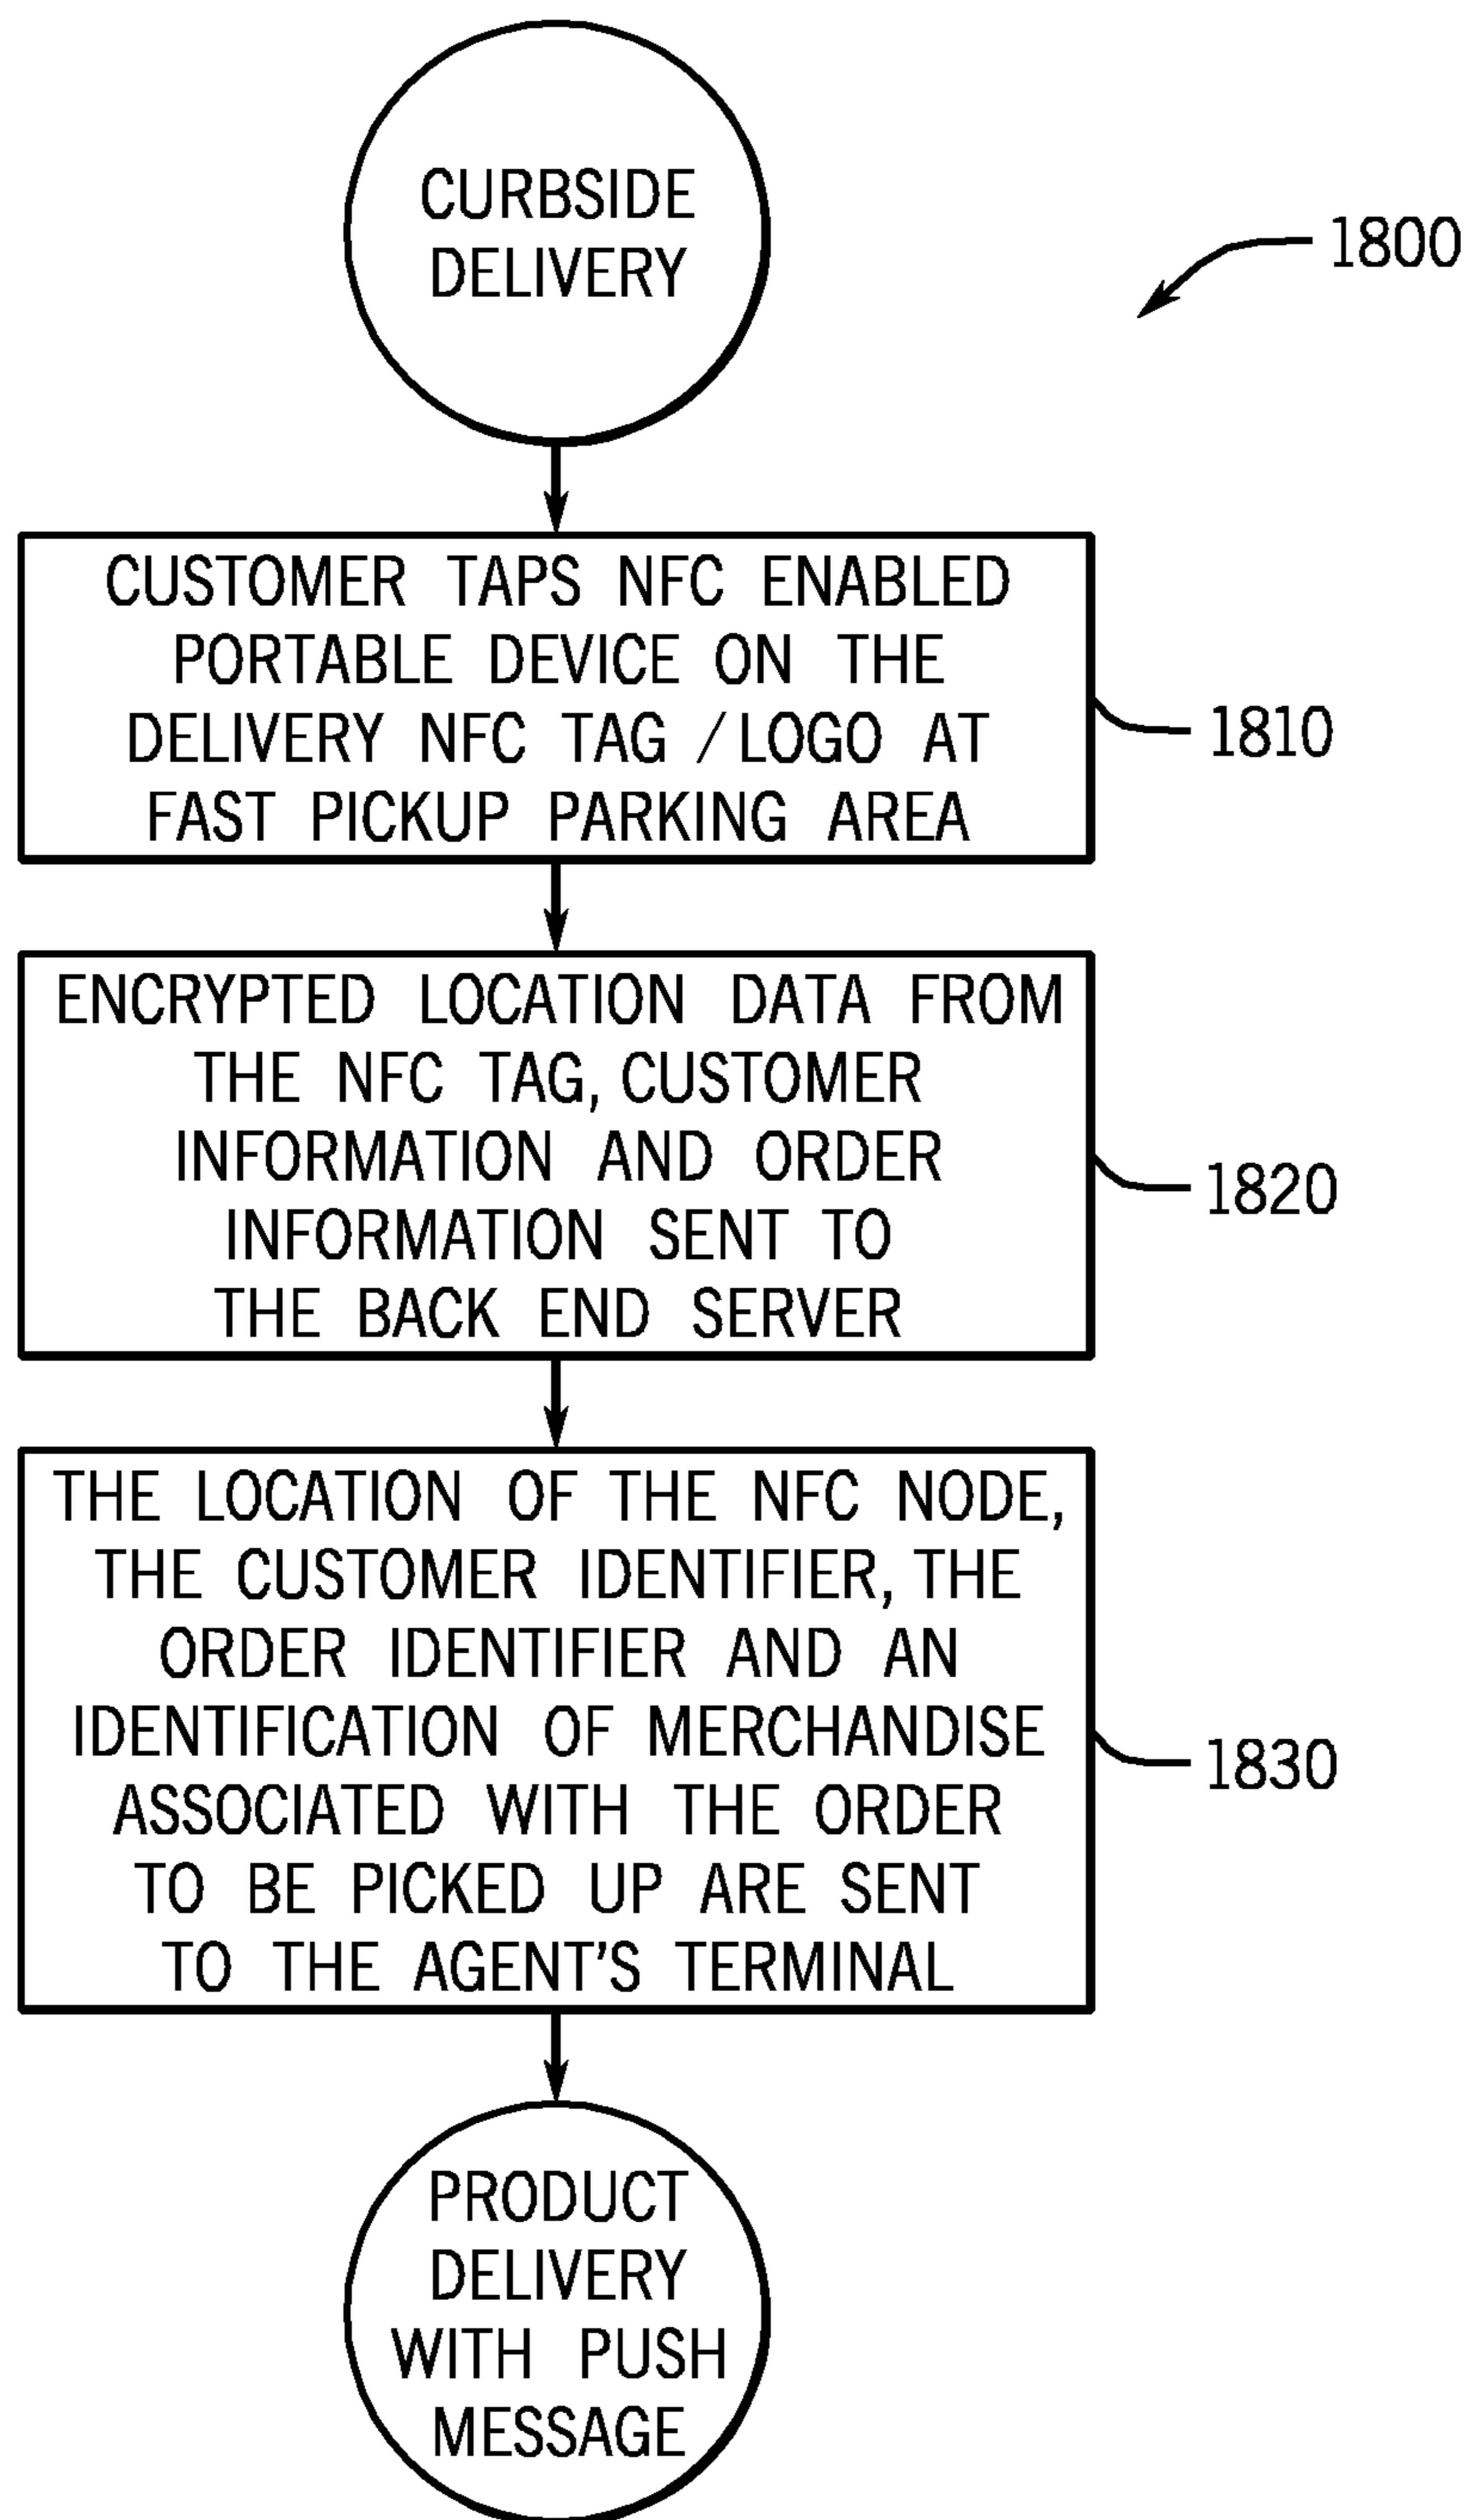 CURBSIDE
DELIVERY
1800
CUSTOMER TAPS NFC ENABLED
PORTABLE DEVICE ON THE
DELIVERY NFC TAG /LOGO AT
FAST PICKUP PARKING AREA
1810
ENCRYPTED LOCATION DATA FROM
THE NFC TAG, CUSTOMER
INFORMATION AND ORDER
INFORMATION SENT TO
THE BACK END SERVER
1820
THE LOCATION OF THE NFC NODE,
THE CUSTOMER IDENTIFIER, THE
ORDER IDENTIFIER AND AN
IDENTIFICATION OF MERCHANDISE
ASSOCIATED WITH THE ORDER
TO BE PICKED UP ARE SENT
TO THE AGENT'S TERMINAL
1830
PRODUCT
DELIVERY
WITH PUSH
MESSAGE